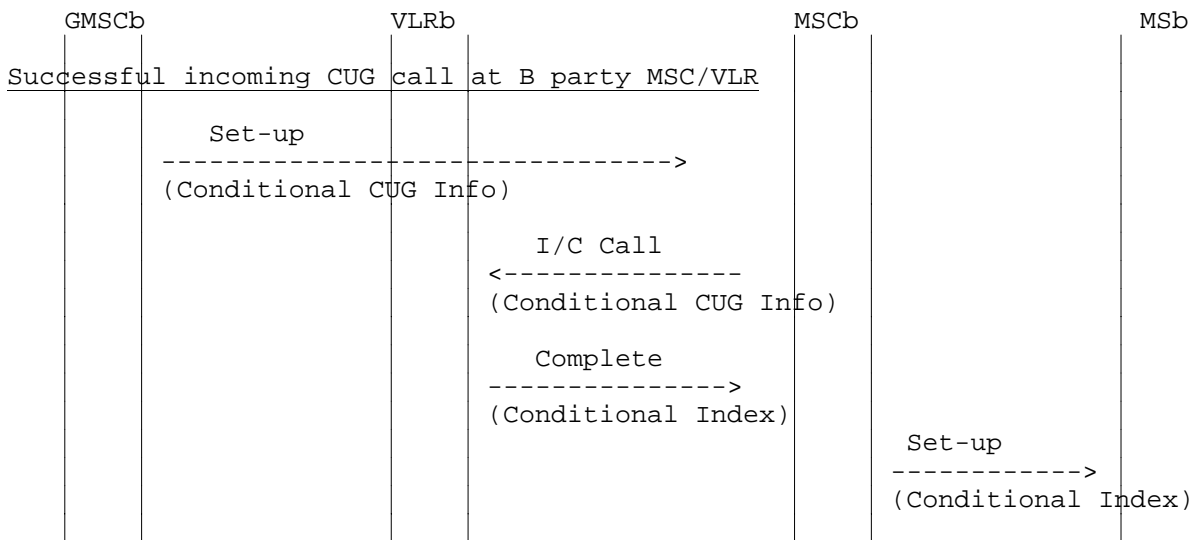 GMSCb VLRb MSCb MSb
Successful incoming CUG call at B party MSC/VLR
Set-up
--------------------------------->
(Conditional CUG Info)
I/C Call
<---------------
(Conditional CUG Info)
Complete
--------------->
(Conditional Index)
Set-up
------------>
(Conditional Index)